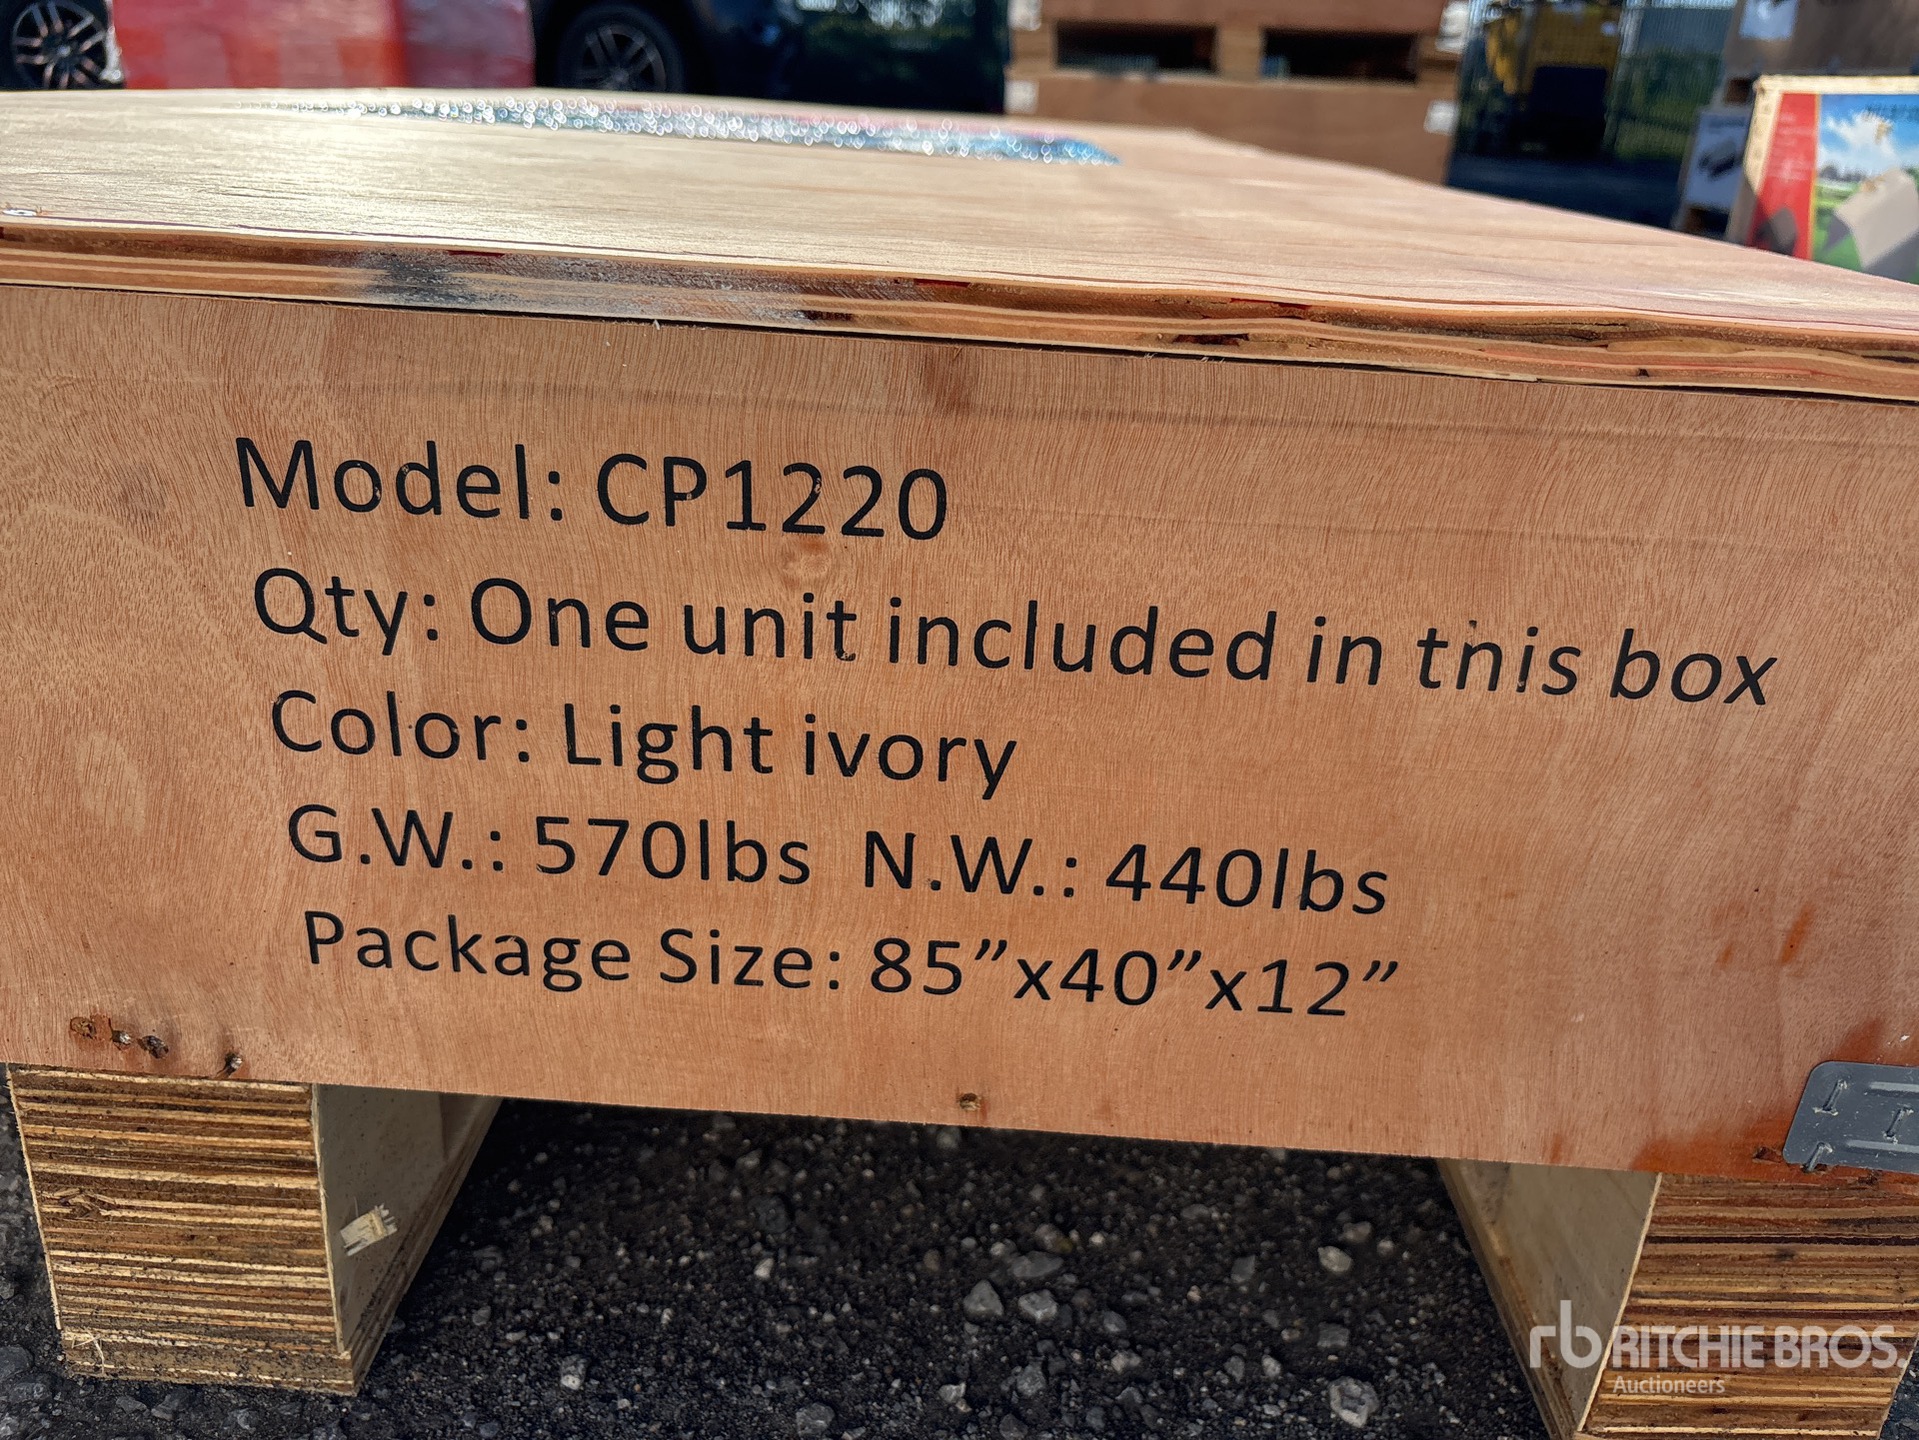 Model: CP1220
Qty: One unit included in this box
Color: Light ivory
G.W.: 570lbs N.W.: 440lbs
Package Size: 85”x40”x12”
rb RITCHIE BROS.
Auctioneers